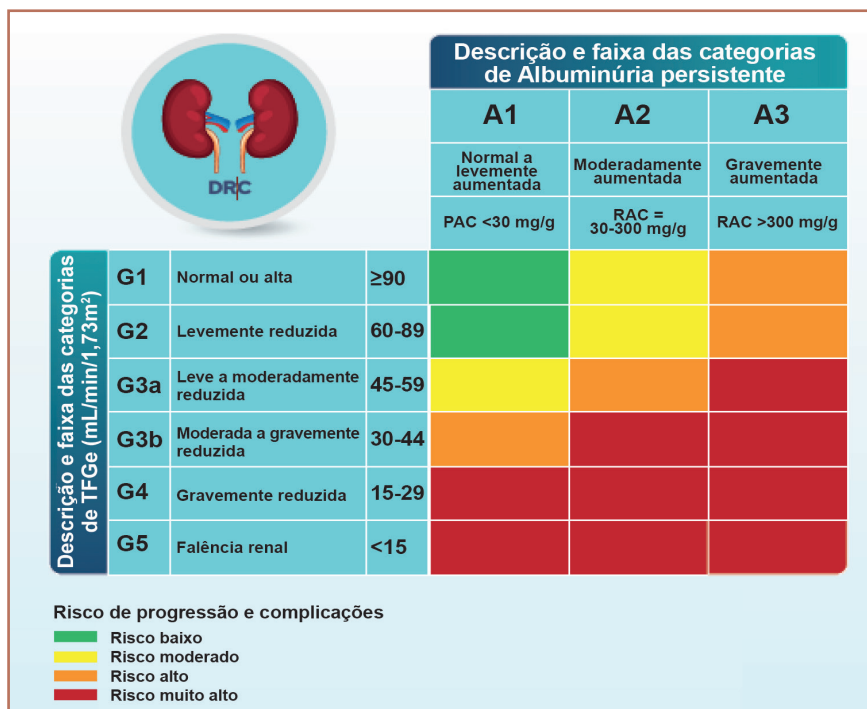 Descrição e faixa das categorias
de Albuminúria persistente
DR|C
A1
A2
A3
Normal a
levemente
aumentada
Moderadamente
aumentada
Gravemente
aumentada
PAC <30 mg/g
RAC =
30-300 mg/g
RAC >300 mg/g
Descrição e faixa das categorias
de TFGe (mL/min/1,73m²)
G1
Normal ou alta
≥90
G2
Levemente reduzida
60-89
G3a
Leve a moderadamente
reduzida
45-59
G3b
Moderada a gravemente
reduzida
30-44
G4
Gravemente reduzida
15-29
G5
Falência renal
<15
Risco de progressão e complicações
Risco baixo
Risco moderado
Risco alto
Risco muito alto